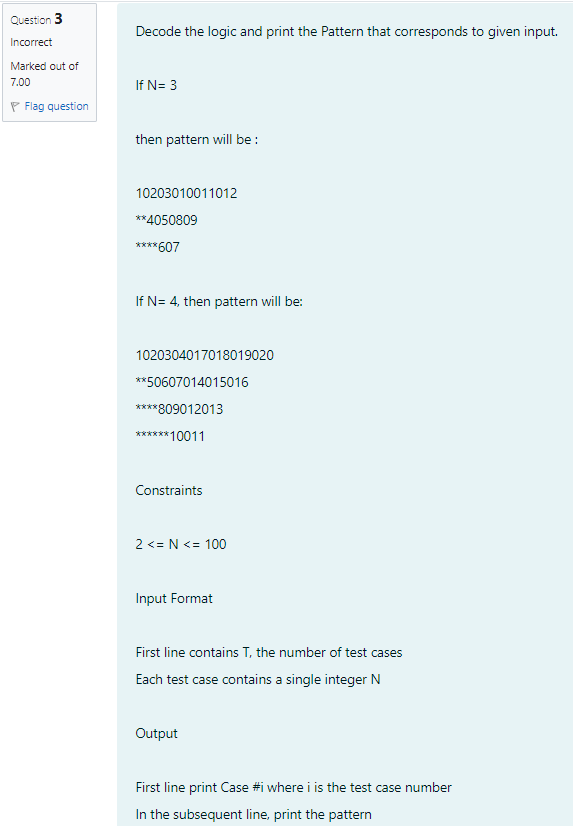 Question 3
Incorrect
Marked out of
7.00
Flag question
Decode the logic and print the Pattern that corresponds to given input.
If N= 3
then pattern will be :
10203010011012
**4050809
****607
If N= 4, then pattern will be:
1020304017018019020
**50607014015016
****809012013
******10011
Constraints
2 <= N <= 100
Input Format
First line contains T, the number of test cases
Each test case contains a single integer N
Output
First line print Case #i where i is the test case number
In the subsequent line, print the pattern